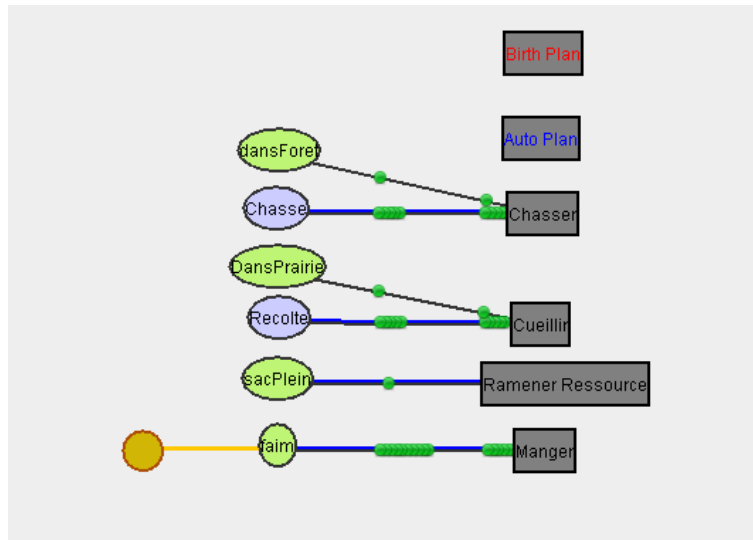 Birth Plan
Auto Plan
dansForet
Chasse
Chasser
DansPrairie
Recolte
Cueillir
sacPlein
Ramener Ressource
faim
Manger